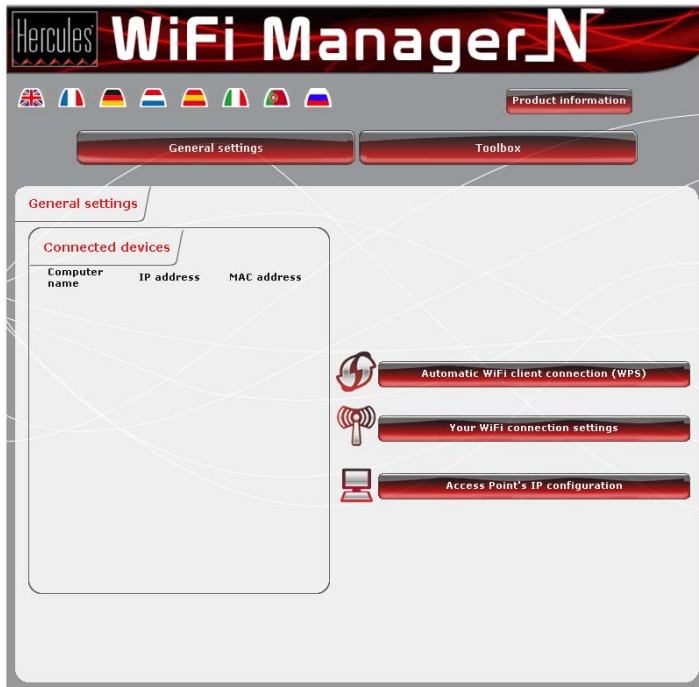 Hercules WiFi Manager_N
Product information
General settings Toolbox
General settings
Connected devices
Computer name IP address MAC address
Automatic WiFi client connection (WPS)
Your WiFi connection settings
Access Point's IP configuration